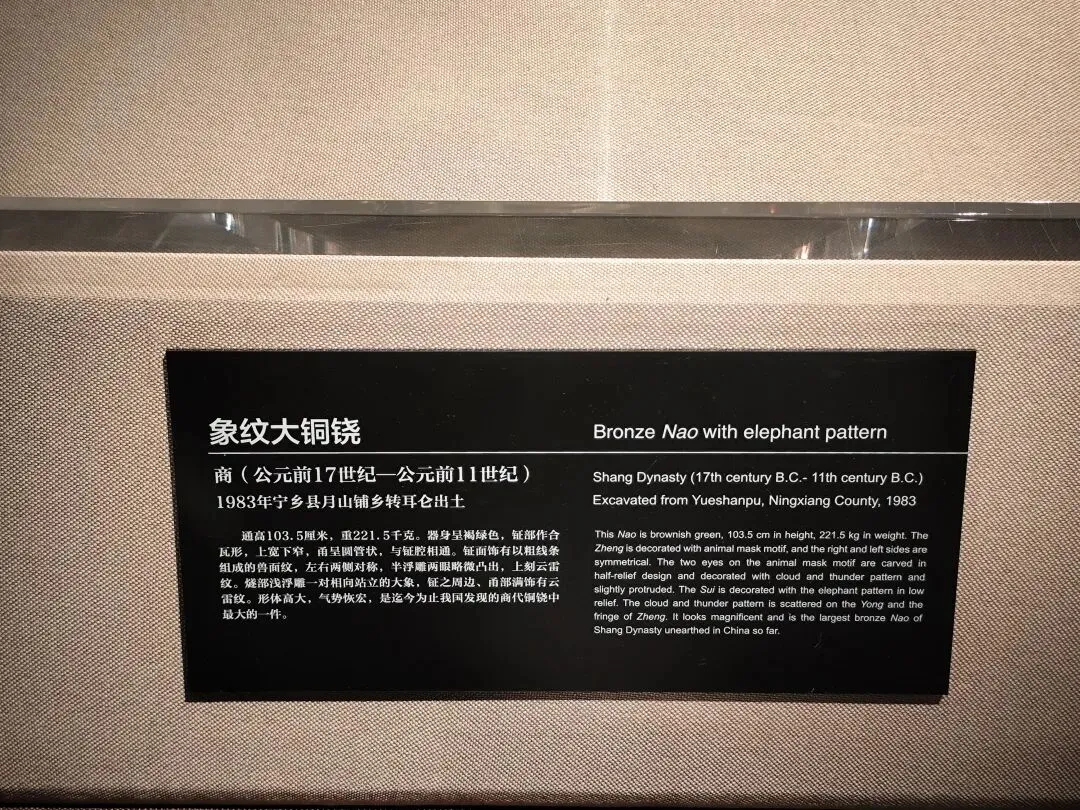 象纹大铜铙
商（公元前17世纪—公元前11世纪）
1983年宁乡县月山铺乡转耳仑出土
通高103.5厘米，重221.5千克。器身呈褐绿色，钲部作合
瓦形，上宽下窄，甬呈圆管状，与钲腔相通。钲面饰有以粗线条
组成的兽面纹，左右两侧对称，半浮雕两眼略微凸出，上刻云雷
纹。燧部浅浮雕一对相向站立的大象，钲之周边、甬部满饰有云
雷纹。形体高大，气势恢宏，是迄今为止我国发现的商代铜铙中
最大的一件。
Bronze Nao with elephant pattern
Shang Dynasty (17th century B.C.- 11th century B.C.)
Excavated from Yueshanpu, Ningxiang County, 1983
This Nao is brownish green, 103.5 cm in height, 221.5 kg in weight. The
Zheng is decorated with animal mask motif, and the right and left sides are
symmetrical. The two eyes on the animal mask motif are carved in
half-relief design and decorated with cloud and thunder pattern and
slightly protruded. The Sui is decorated with the elephant pattern in low
relief. The cloud and thunder pattern is scattered on the Yong and the
fringe of Zheng. It looks magnificent and is the largest bronze Nao of
Shang Dynasty unearthed in China so far.